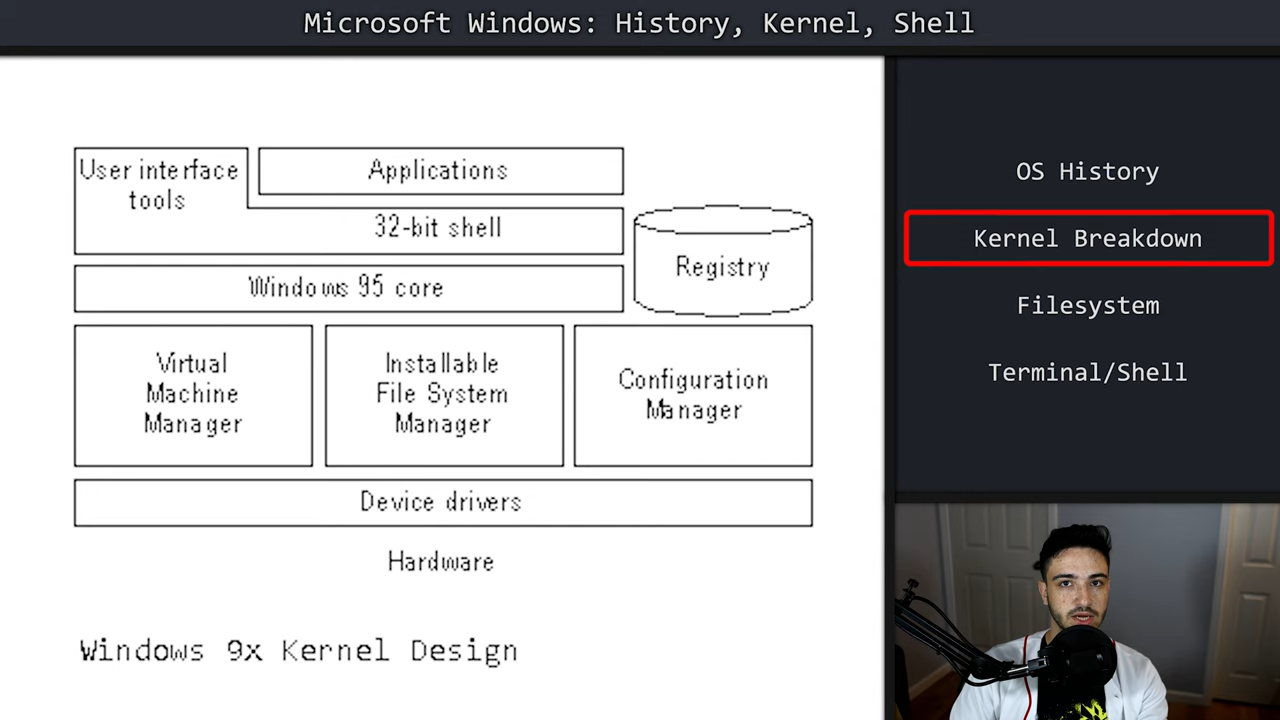 Microsoft Windows: History, Kernel, Shell
User interface
tools
Applications
32-bit shell
Registry
Windows 95 core
Virtual
Machine
Manager
Installable
File System
Manager
Configuration
Manager
Device drivers
Hardware
Windows 9x Kernel Design
OS History
Kernel Breakdown
Filesystem
Terminal/Shell